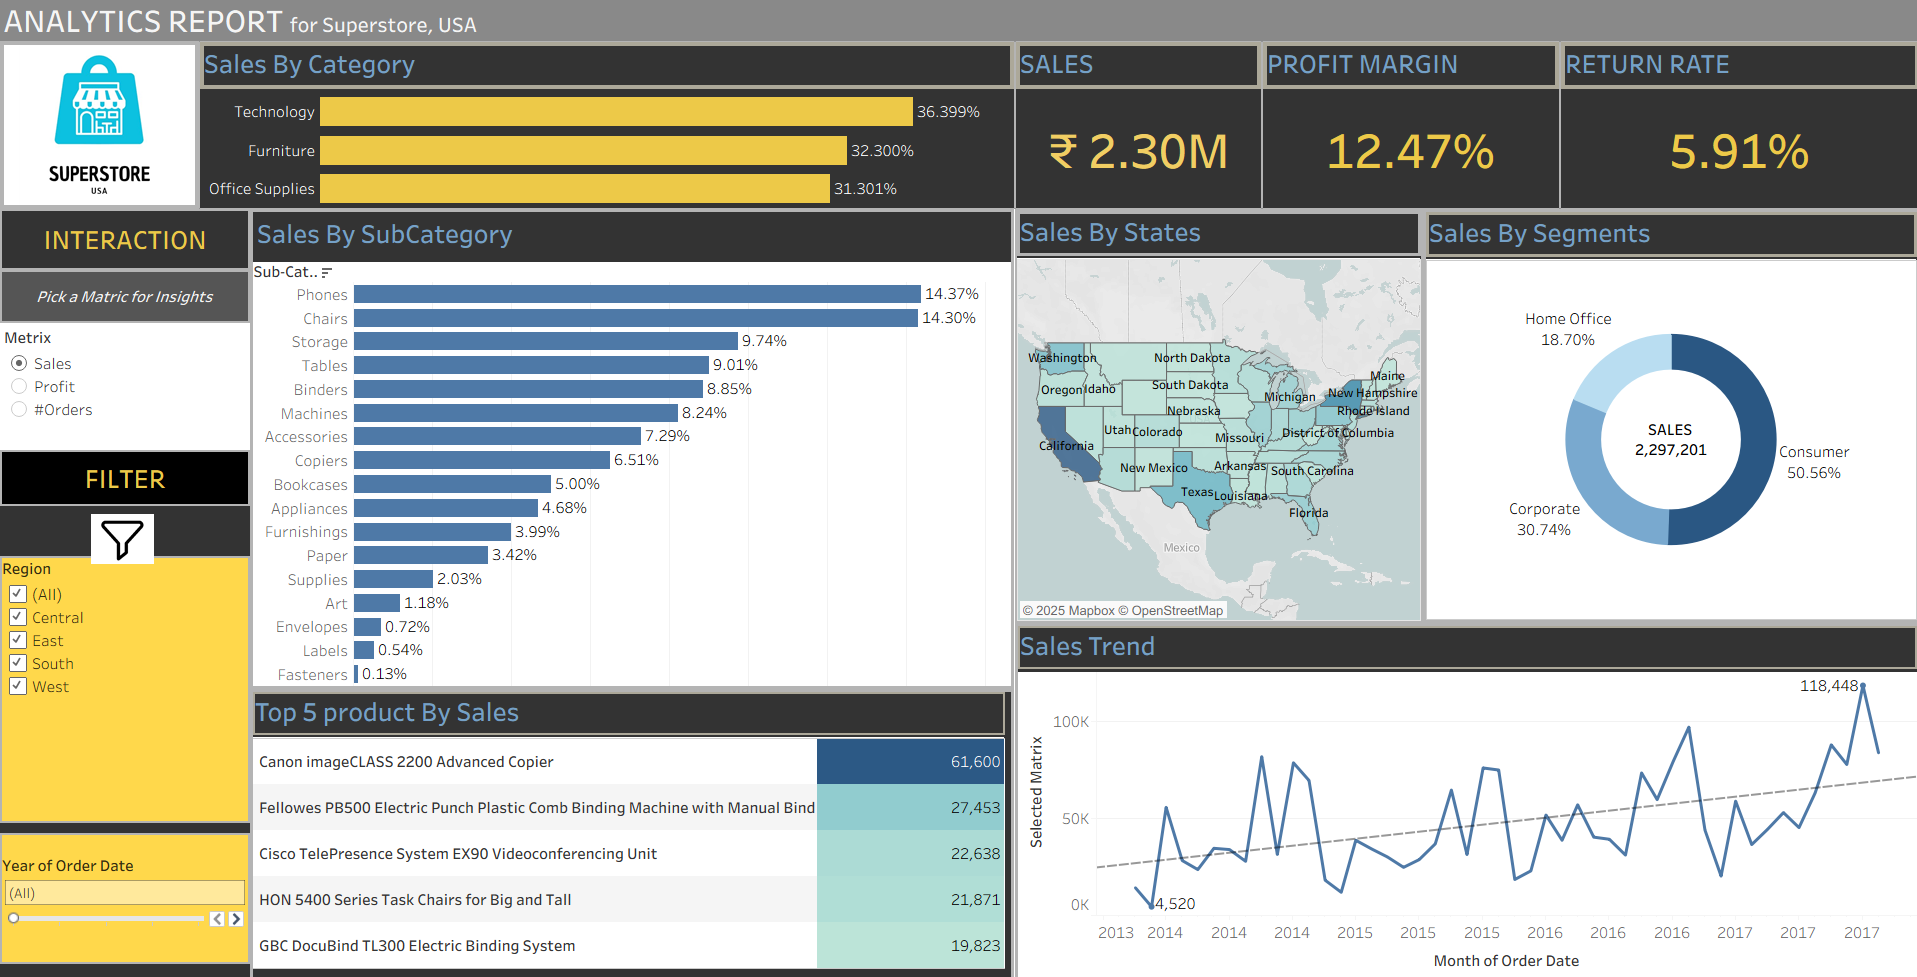 ANALYTICS REPORT for Superstore, USA
SUPERSTORE
USA
Sales By Category
Technology 36.399%
Furniture 32.300%
Office Supplies 31.301%
SALES
₹ 2.30M
PROFIT MARGIN
12.47%
RETURN RATE
5.91%
INTERACTION
Pick a Matric for Insights
Metrix
Sales
Profit
#Orders
FILTER
Region
(All)
Central
East
South
West
Year of Order Date
(All)
Sales By SubCategory
Sub-Cat..
Phones 14.37%
Chairs 14.30%
Storage 9.74%
Tables 9.01%
Binders 8.85%
Machines 8.24%
Accessories 7.29%
Copiers 6.51%
Bookcases 5.00%
Appliances 4.68%
Furnishings 3.99%
Paper 3.42%
Supplies 2.03%
Art 1.18%
Envelopes 0.72%
Labels 0.54%
Fasteners 0.13%
Top 5 product By Sales
Canon imageCLASS 2200 Advanced Copier 61,600
Fellowes PB500 Electric Punch Plastic Comb Binding Machine with Manual Bind 27,453
Cisco TelePresence System EX90 Videoconferencing Unit 22,638
HON 5400 Series Task Chairs for Big and Tall 21,871
GBC DocuBind TL300 Electric Binding System 19,823
Sales By States
Washington
North Dakota
Maine
Oregon
Idaho
South Dakota
Michigan
New Hampshire
Nebraska
Rhode Island
Utah
Colorado
Missouri
District of Columbia
California
New Mexico
Arkansas
South Carolina
Texas
Louisiana
Florida
Mexico
© 2025 Mapbox © OpenStreetMap
Sales By Segments
Home Office
18.70%
SALES
2,297,201
Consumer
50.56%
Corporate
30.74%
Sales Trend
118,448
100K
50K
0K
4,520
Selected Matrix
2013 2014 2014 2014 2015 2015 2015 2016 2016 2016 2017 2017 2017
Month of Order Date